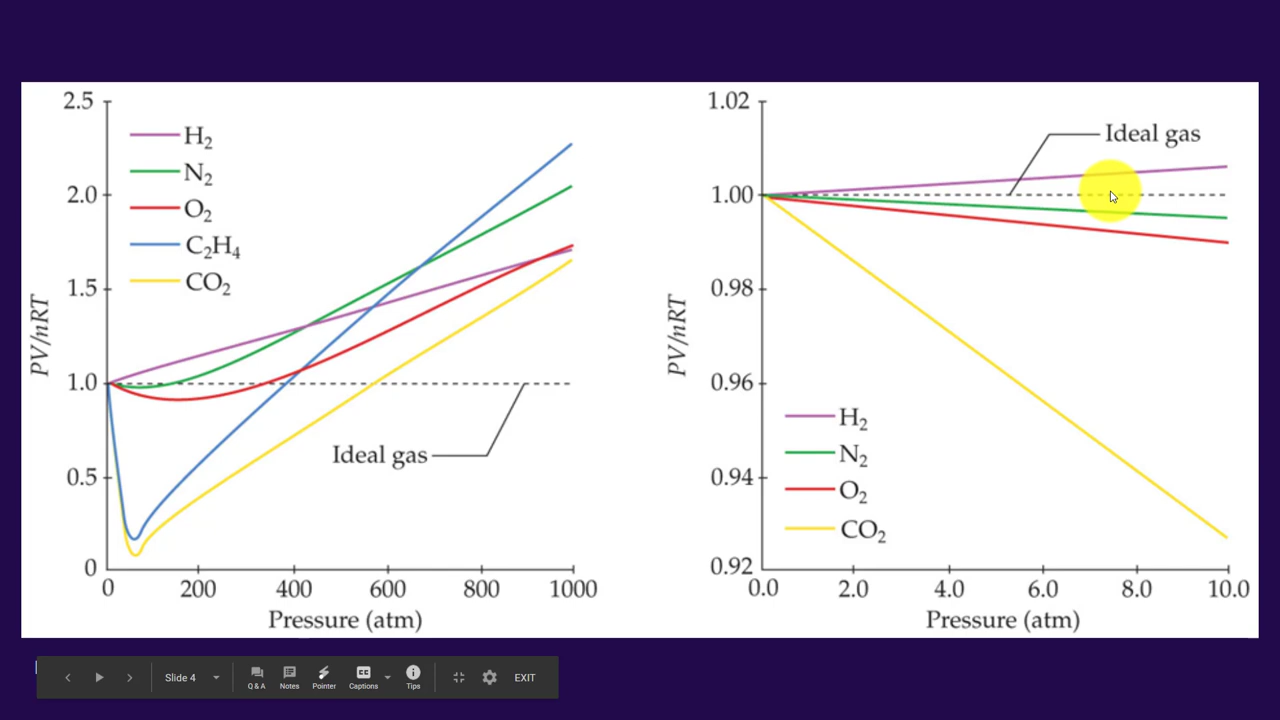 2.5
2.0
1.5
1.0
0.5
0
PV/nRT
H₂
N₂
O₂
C₂H₄
CO₂
Ideal gas
0 200 400 600 800 1000
Pressure (atm)
1.02
1.00
0.98
0.96
0.94
0.92
PV/nRT
Ideal gas
H₂
N₂
O₂
CO₂
0.0 2.0 4.0 6.0 8.0 10.0
Pressure (atm)
Slide 4
Q & A Notes Pointer CC Captions Tips EXIT